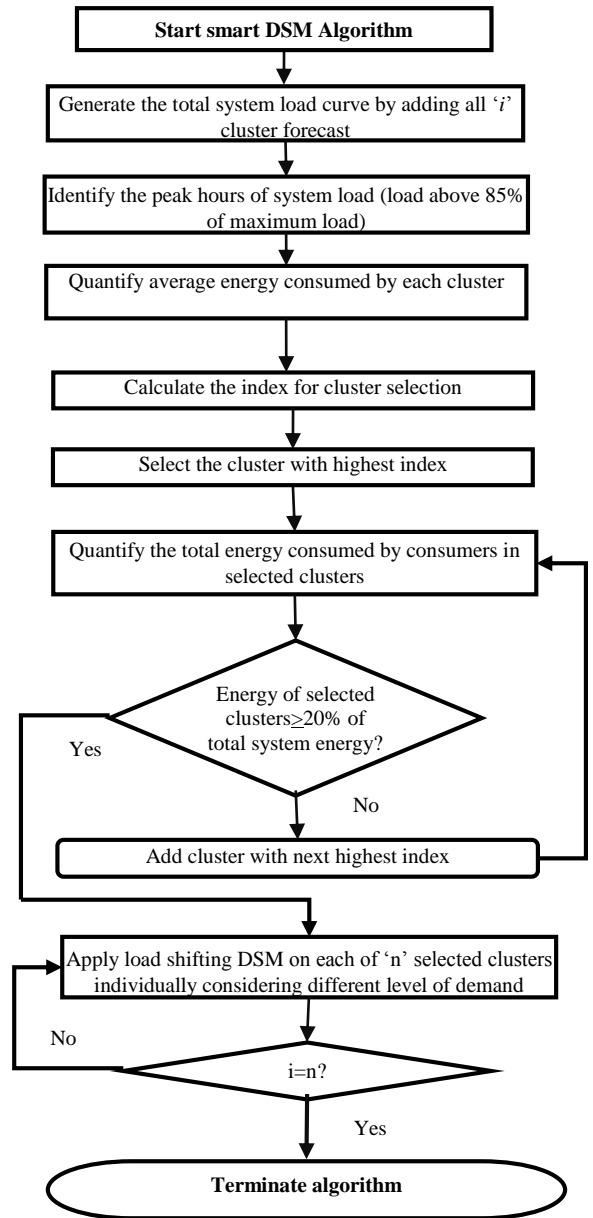 Start smart DSM Algorithm
Generate the total system load curve by adding all ‘i’
cluster forecast
Identify the peak hours of system load (load above 85%
of maximum load)
Quantify average energy consumed by each cluster
Calculate the index for cluster selection
Select the cluster with highest index
Quantify the total energy consumed by consumers in
selected clusters
Energy of selected
clusters≥20% of
total system energy?
Yes
No
Add cluster with next highest index
Apply load shifting DSM on each of ‘n’ selected clusters
individually considering different level of demand
No
i=n?
Yes
Terminate algorithm